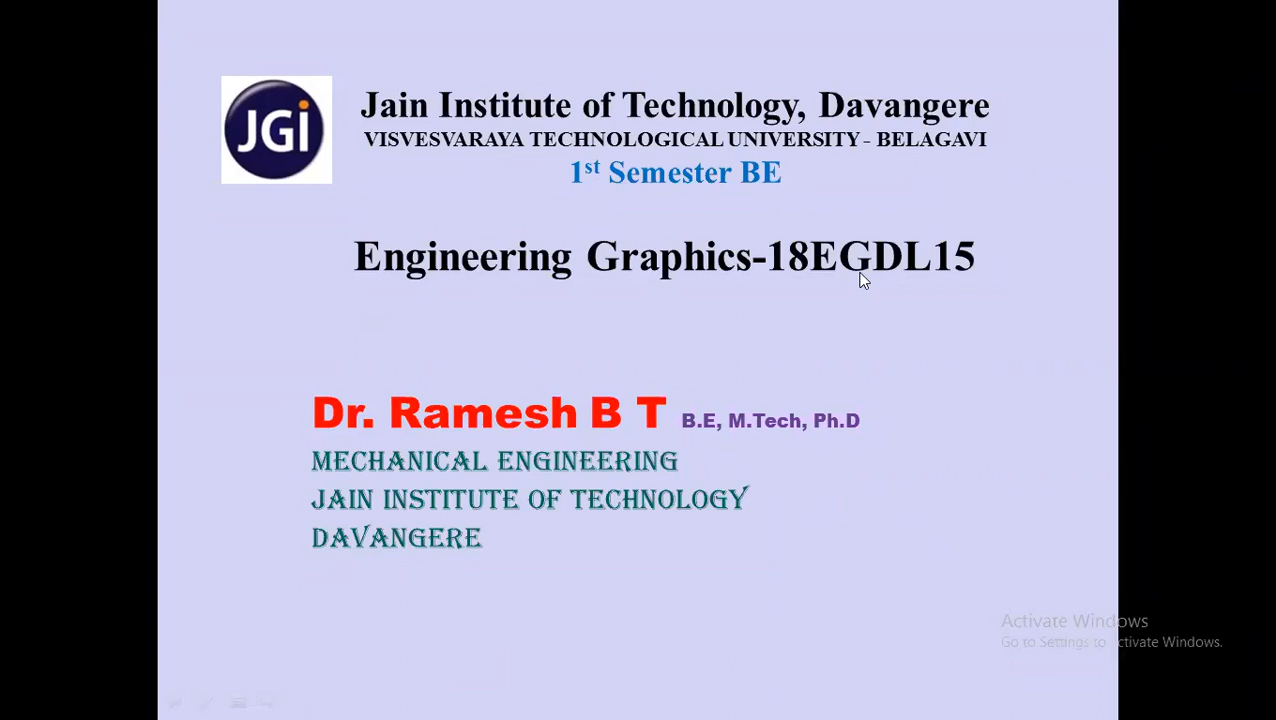 JGi
Jain Institute of Technology, Davangere
VISVESVARAYA TECHNOLOGICAL UNIVERSITY - BELAGAVI
1st Semester BE
Engineering Graphics-18EGDL15
Dr. Ramesh B T B.E, M.Tech, Ph.D
MECHANICAL ENGINEERING
JAIN INSTITUTE OF TECHNOLOGY
DAVANGERE
Activate Windows
Go to Settings to activate Windows.